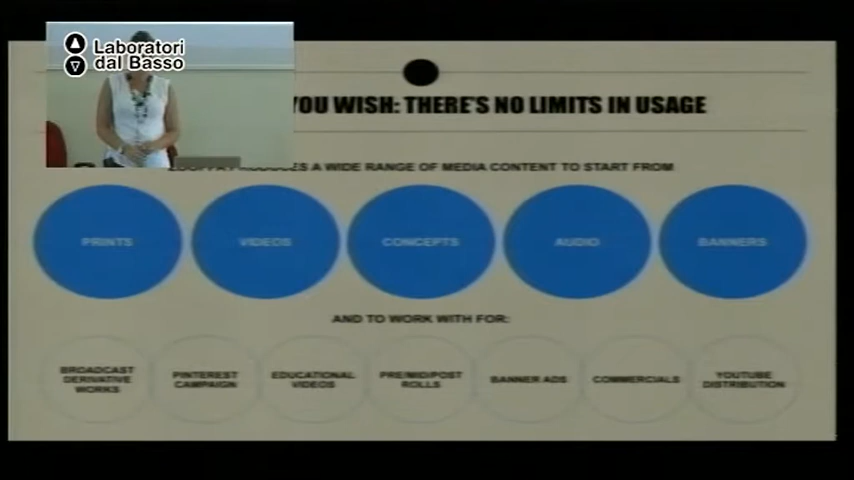 Laboratori
dal Basso
YOU WISH: THERE'S NO LIMITS IN USAGE
A WIDE RANGE OF MEDIA CONTENT TO START FROM
PRINTS
VIDEOS
CONCEPTS
AUDIO
BANNERS
AND TO WORK WITH FOR:
BROADCAST
DERIVATIVE
WORKS
PINTEREST
CAMPAIGN
EDUCATIONAL
VIDEOS
PRE/MID/POST
ROLLS
BANNER ADS
COMMERCIALS
YOUTUBE
DISTRIBUTION